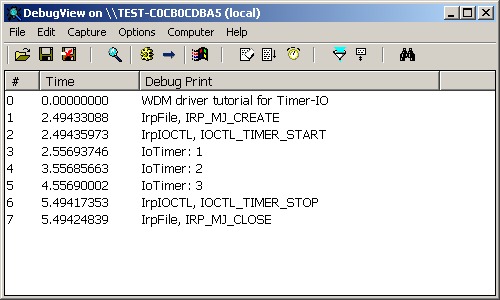 DebugView on \\TEST-C0CB0CDBA5 (local)
File Edit Capture Options Computer Help
# Time Debug Print
0 0.00000000 WDM driver tutorial for Timer-IO
1 2.49433088 IrpFile, IRP_MJ_CREATE
2 2.49435973 IrpIOCTL, IOCTL_TIMER_START
3 2.55693746 IoTimer: 1
4 3.55685663 IoTimer: 2
5 4.55690002 IoTimer: 3
6 5.49417353 IrpIOCTL, IOCTL_TIMER_STOP
7 5.49424839 IrpFile, IRP_MJ_CLOSE